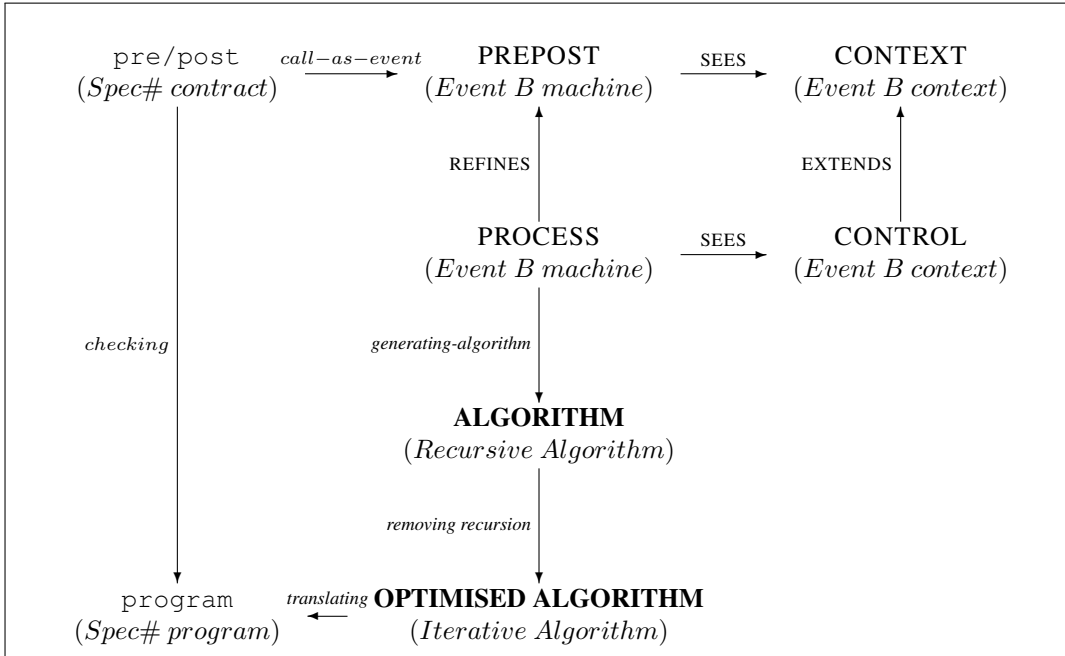 pre/post call−as−event PREPOST SEES CONTEXT
(Spec# contract) (Event B machine) (Event B context)
REFINES EXTENDS
PROCESS SEES CONTROL
(Event B machine) (Event B context)
checking generating-algorithm
ALGORITHM
(Recursive Algorithm)
removing recursion
program translating OPTIMISED ALGORITHM
(Spec# program) (Iterative Algorithm)